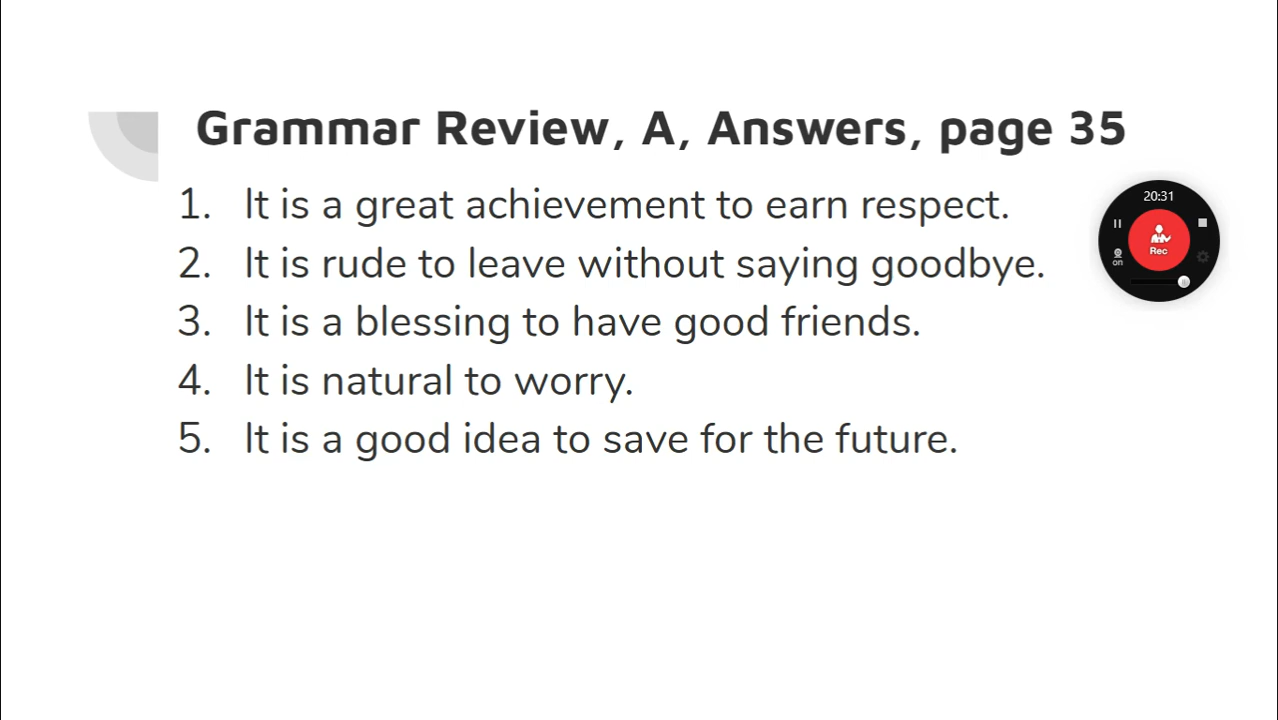 Grammar Review, A, Answers, page 35
1. It is a great achievement to earn respect.
2. It is rude to leave without saying goodbye.
3. It is a blessing to have good friends.
4. It is natural to worry.
5. It is a good idea to save for the future.
20:31
Rec
on